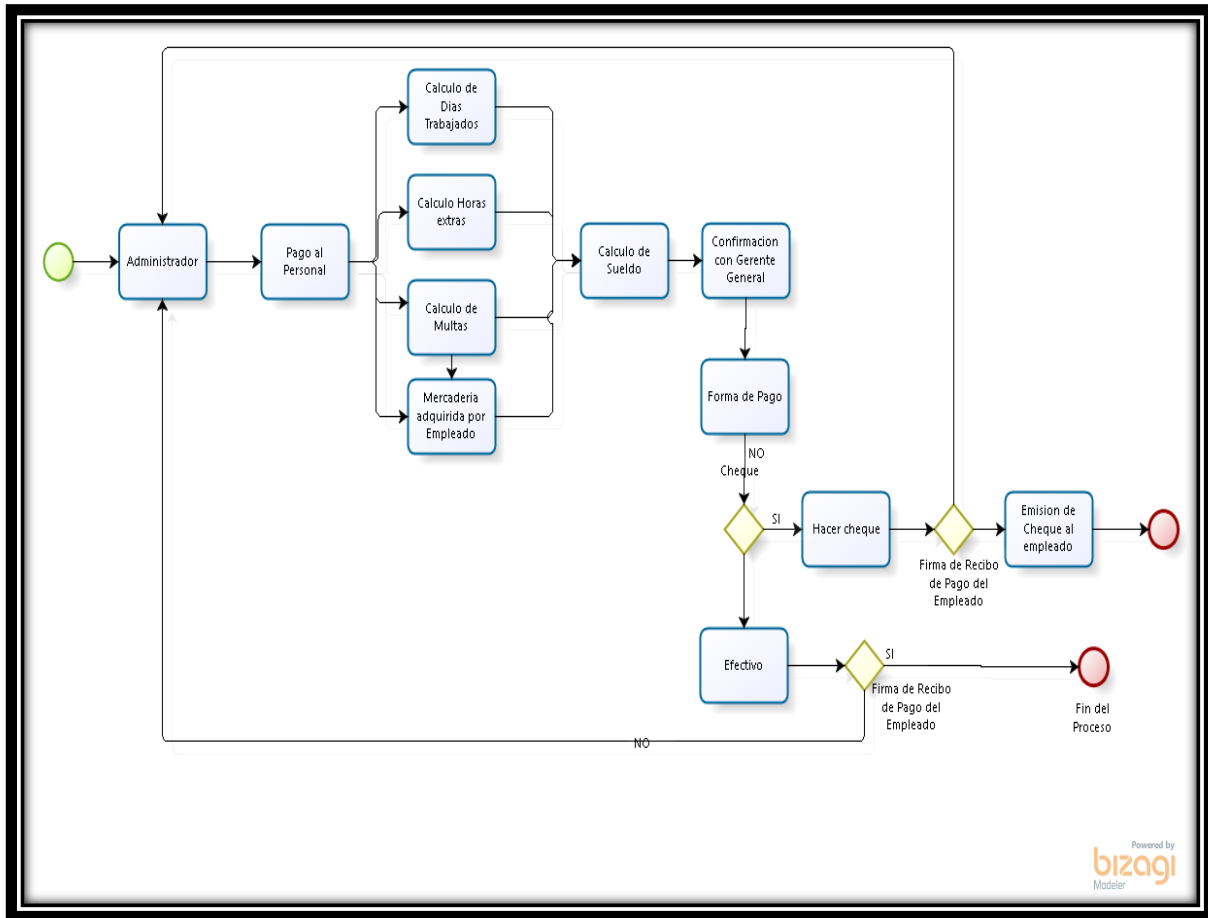 Calculo de
Dias
Trabajados
Calculo Horas
extras
Administrador
Pago al
Personal
Calculo de
Multas
Mercaderia
adquirida por
Empleado
Calculo de
Sueldo
Confirmacion
con Gerente
General
Forma de Pago
NO
Cheque
SI
Hacer cheque
Firma de Recibo
de Pago del
Empleado
Emision de
Cheque al
empleado
Efectivo
SI
Firma de Recibo
de Pago del
Empleado
NO
Fin del
Proceso
Powered by
bizagi
Modeler